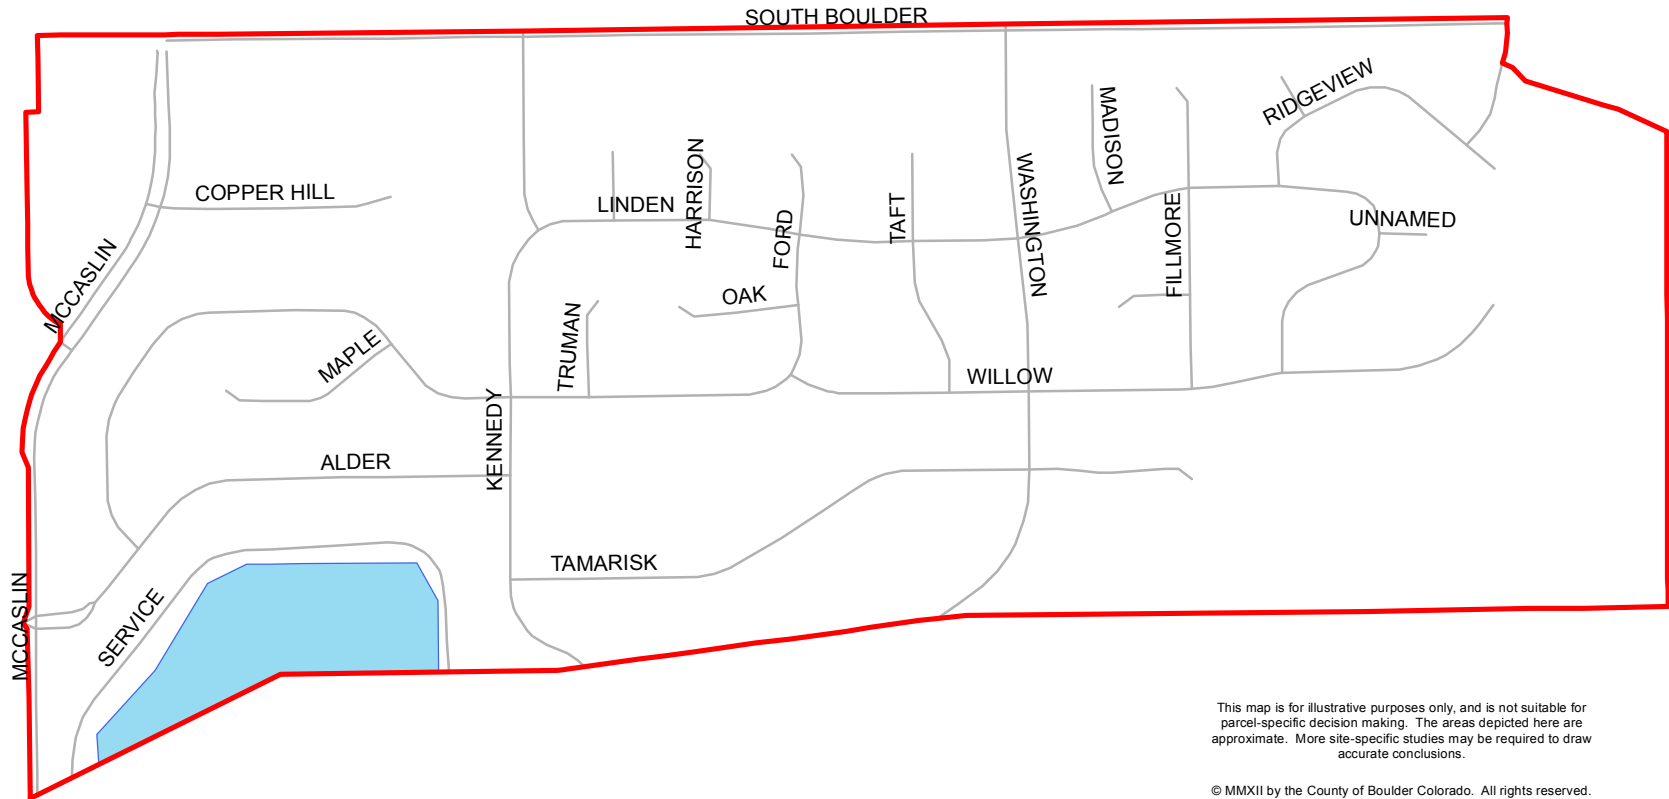 SOUTH BOULDER
RIDGEVIEW
MADISON
HARRISON
WASHINGTON
COPPER HILL
LINDEN
TAFT
FORD
FILLMORE
UNNAMED
MCCASLIN
OAK
TRUMAN
MAPLE
WILLOW
KENNEDY
ALDER
TAMARISK
MCCASLIN
SERVICE
This map is for illustrative purposes only, and is not suitable for
parcel-specific decision making. The areas depicted here are
approximate. More site-specific studies may be required to draw
accurate conclusions.
© MMXII by the County of Boulder Colorado. All rights reserved.